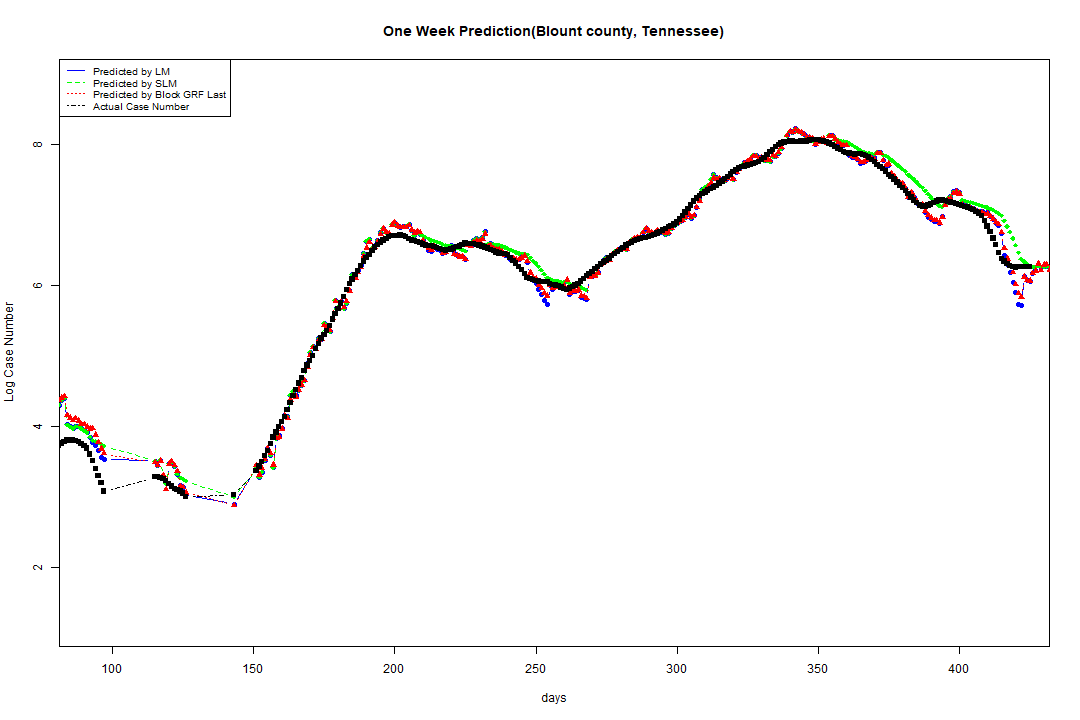 One Week Prediction(Blount county, Tennessee)
Predicted by LM
Predicted by SLM
Predicted by Block GRF Last
Actual Case Number
8
6
4
2
Log Case Number
100 150 200 250 300 350 400
days